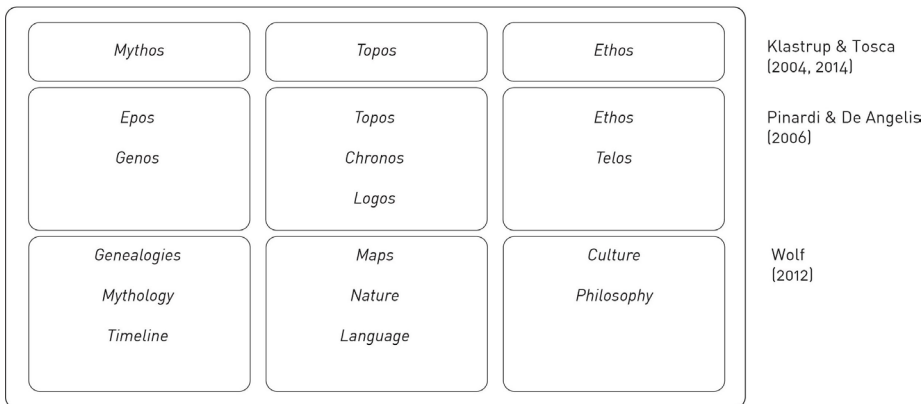 Mythos
Topos
Ethos
Klastrup & Tosca
(2004, 2014)
Epos
Genos
Topos
Chronos
Logos
Ethos
Telos
Pinardi & De Angelis
(2006)
Genealogies
Mythology
Timeline
Maps
Nature
Language
Culture
Philosophy
Wolf
(2012)